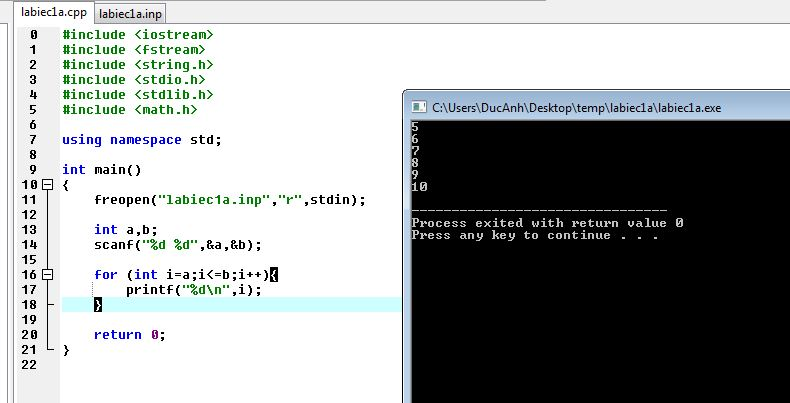 labiec1a.cpp labiec1a.inp
0 #include <iostream>
1 #include <fstream>
2 #include <string.h>
3 #include <stdio.h>
4 #include <stdlib.h>
5 #include <math.h>
6
7 using namespace std;
8
9 int main()
10 {
11 freopen("labiec1a.inp","r",stdin);
12
13 int a,b;
14 scanf("%d %d",&a,&b);
15
16 for (int i=a;i<=b;i++){
17 printf("%d\n",i);
18 }
19
20 return 0;
21 }
22
C:\Users\DucAnh\Desktop\temp\labiec1a\labiec1a.exe
5
6
7
8
9
10
--------------------------------
Process exited with return value 0
Press any key to continue . . .